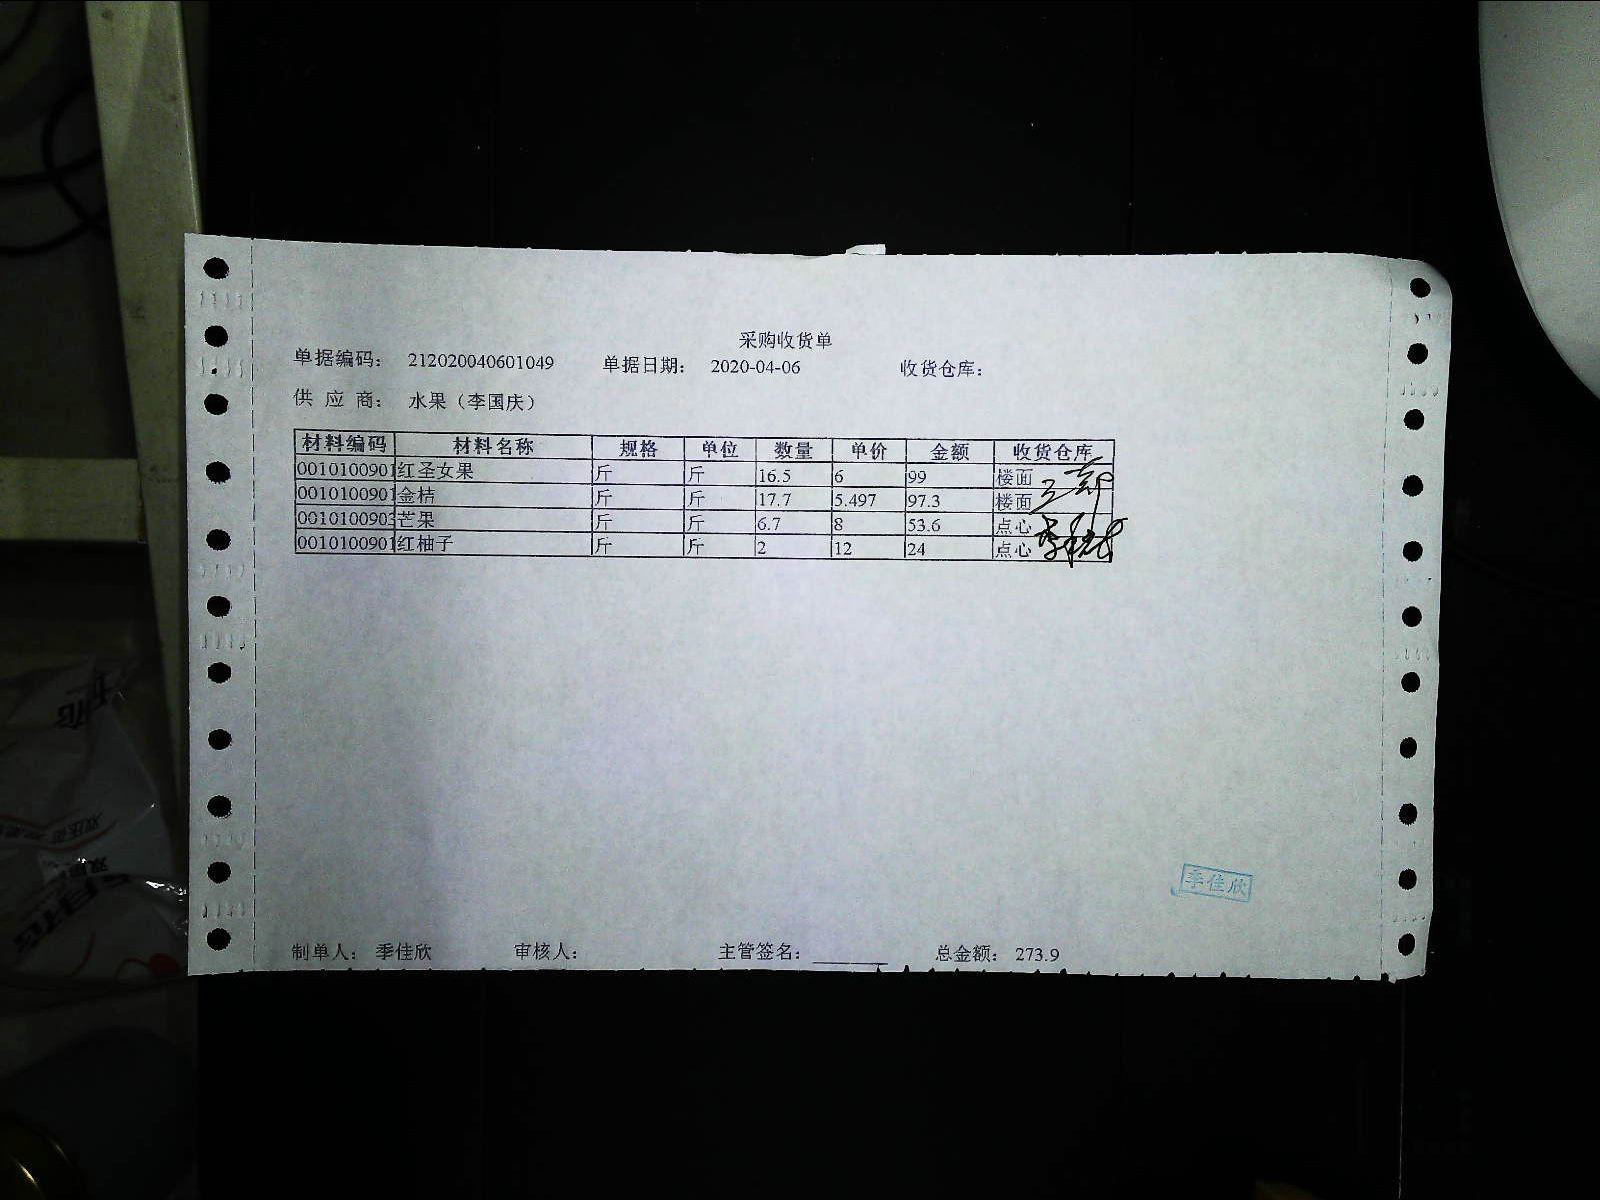 采购收货单
单据编码： 212020040601049 单据日期： 2020-04-06 收货仓库：
供 应 商： 水果（李国庆）
材料编码 材料名称 规格 单位 数量 单价 金额 收货仓库
0010100901 红圣女果 斤 斤 16.5 6 99 楼面
0010100901 金桔 斤 斤 17.7 5.497 97.3 楼面
0010100903 芒果 斤 斤 6.7 8 53.6 点心
0010100901 红柚子 斤 斤 2 12 24 点心
季佳欣
制单人： 季佳欣 审核人： 主管签名： 总金额： 273.9